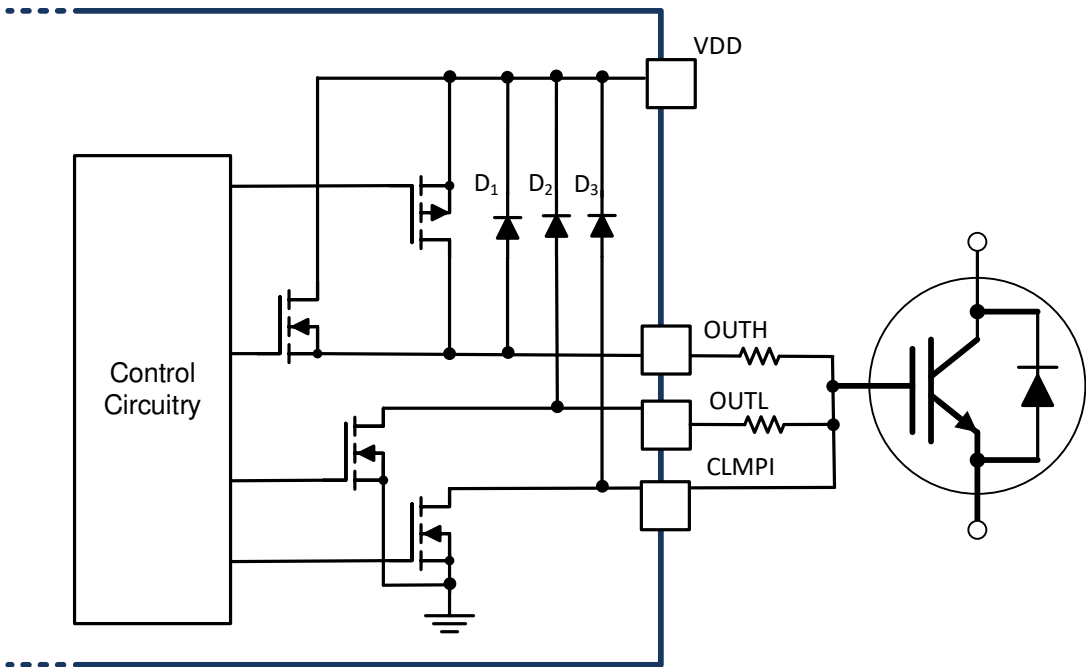 VDD
D₁
D₂
D₃
OUTH
Control
Circuitry
OUTL
CLMPI